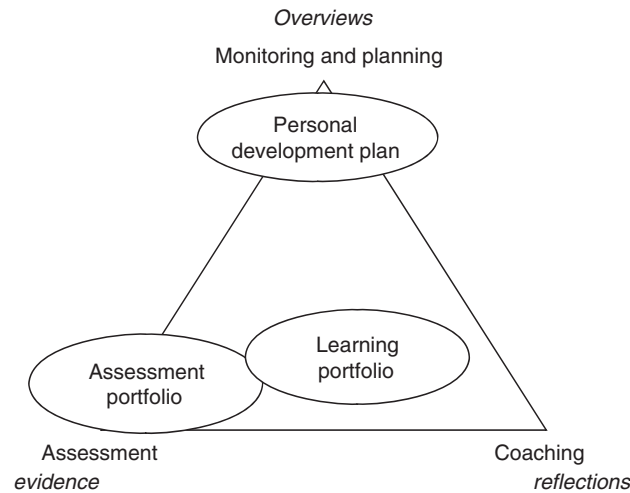 Overviews
Monitoring and planning
Personal
development plan
Assessment
portfolio
Learning
portfolio
Assessment
evidence
Coaching
reflections